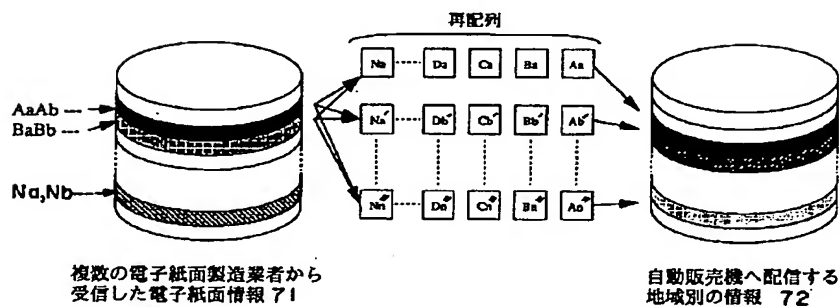 再配列
Na Da Ca Ba Aa
AaAb
BaBb
Na,Nb
複数の電子紙面製造業者から
受信した電子紙面情報 71
自動販売機へ配信する
地域別の情報 72